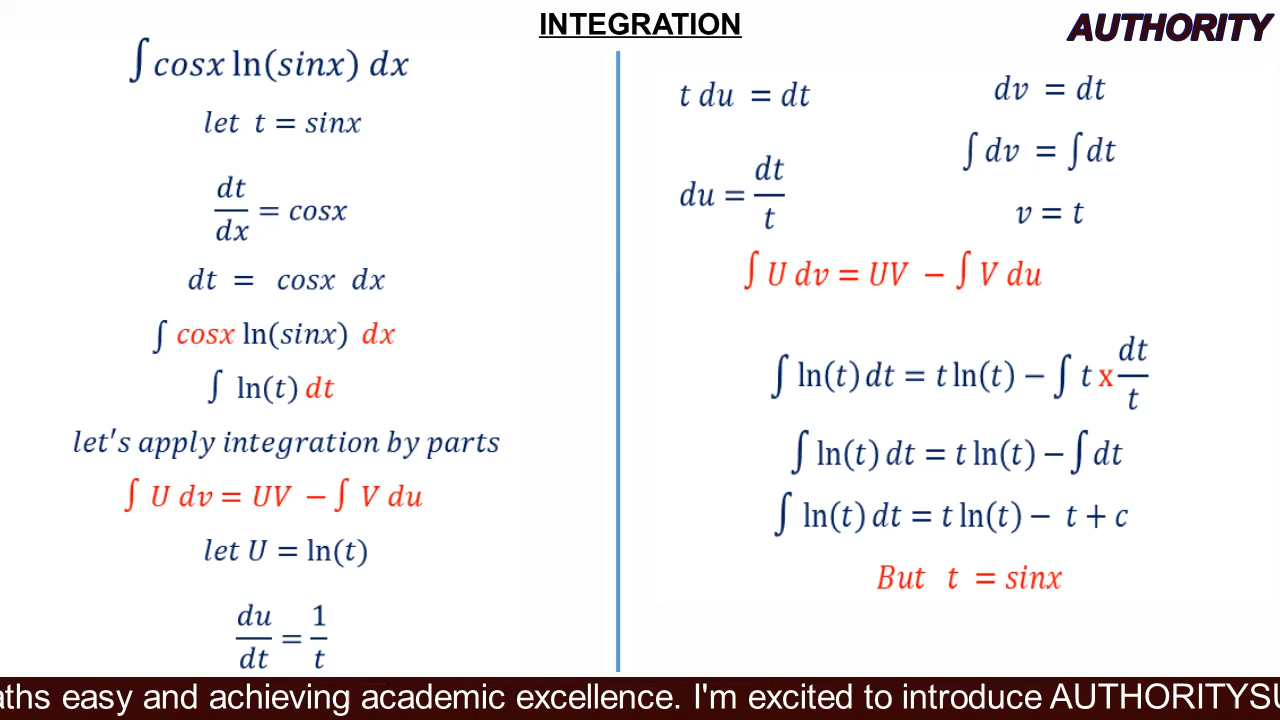 INTEGRATION
AUTHORITY
∫ cosx ln(sinx) dx
let t = sinx
dt/dx = cosx
dt = cosx dx
∫ cosx ln(sinx) dx
∫ ln(t) dt
let's apply integration by parts
∫ U dv = UV − ∫ V du
let U = ln(t)
du/dt = 1/t
t du = dt
du = dt/t
dv = dt
∫ dv = ∫ dt
v = t
∫ U dv = UV − ∫ V du
∫ ln(t) dt = t ln(t) − ∫ t x dt/t
∫ ln(t) dt = t ln(t) − ∫ dt
∫ ln(t) dt = t ln(t) − t + c
But t = sinx
easy and achieving academic excellence. I'm excited to introduce